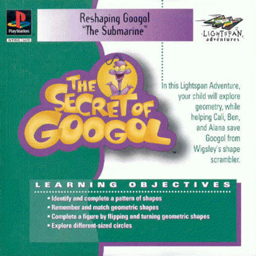 Reshaping Googol
"The Submarine"
PlayStation
LIGHTSPAN
adventures
THE
SECRET OF
GOOGOL
In this Lightspan Adventure,
your child will explore
geometry, while
helping Cali, Ben,
and Alana save
Googol from
Wigsley's shape
scrambler.
LEARNING OBJECTIVES
• Identify and complete a pattern of shapes
• Remember and match geometric shapes
• Complete a figure by flipping and turning geometric shapes
• Explore different-sized circles